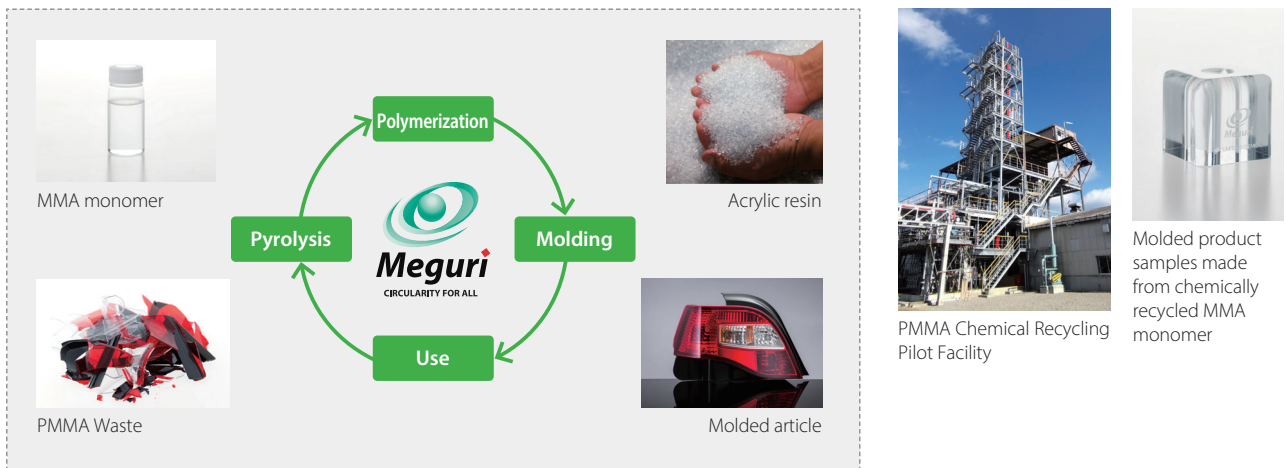 MMA monomer
Polymerization
Acrylic resin
Pyrolysis
Molding
Meguri
CIRCULARITY FOR ALL
PMMA Waste
Use
Molded article
PMMA Chemical Recycling
Pilot Facility
Meguri
Molded product
samples made
from chemically
recycled MMA
monomer